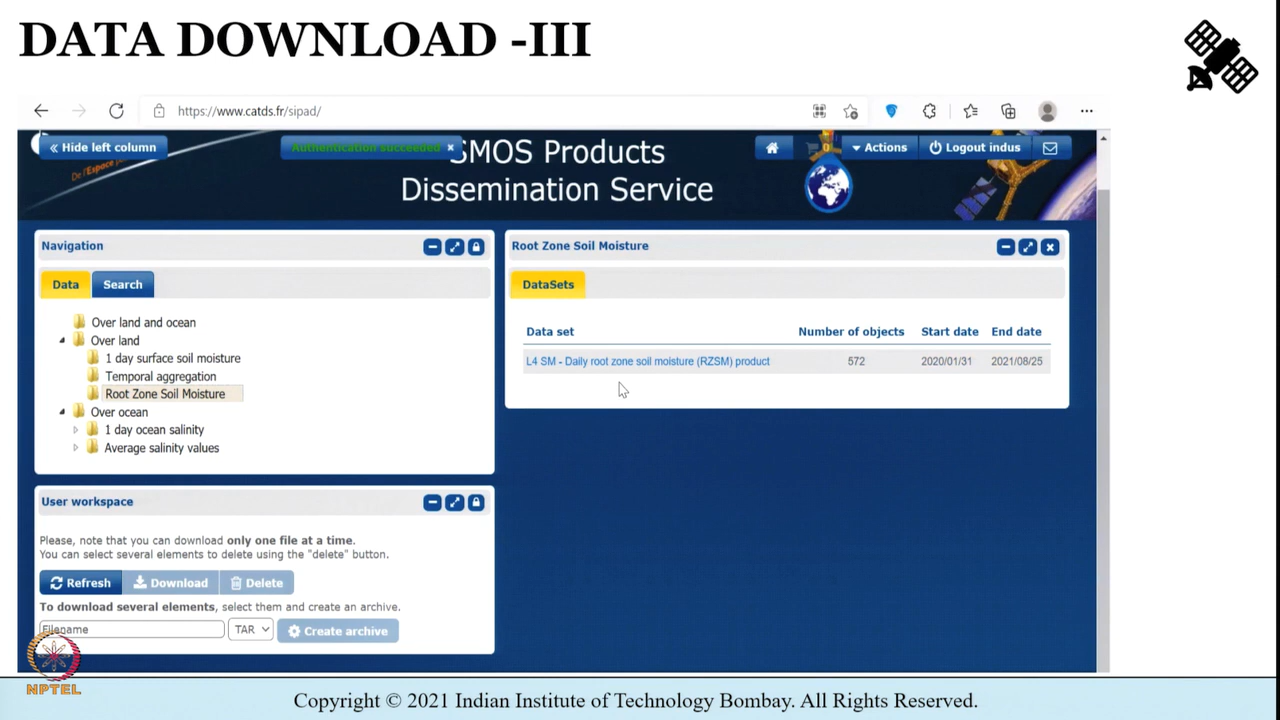 DATA DOWNLOAD -III
https://www.catds.fr/sipad/
Hide left column
De l'Espace
Authentication succeeded
SMOS Products
Dissemination Service
0
Actions
Logout indus
Navigation
Data
Search
Over land and ocean
Over land
1 day surface soil moisture
Temporal aggregation
Root Zone Soil Moisture
Over ocean
1 day ocean salinity
Average salinity values
Root Zone Soil Moisture
DataSets
Data set Number of objects Start date End date
L4 SM - Daily root zone soil moisture (RZSM) product 572 2020/01/31 2021/08/25
User workspace
Please, note that you can download only one file at a time.
You can select several elements to delete using the "delete" button.
Refresh
Download
Delete
To download several elements, select them and create an archive.
Filename
TAR
Create archive
NPTEL
Copyright © 2021 Indian Institute of Technology Bombay. All Rights Reserved.